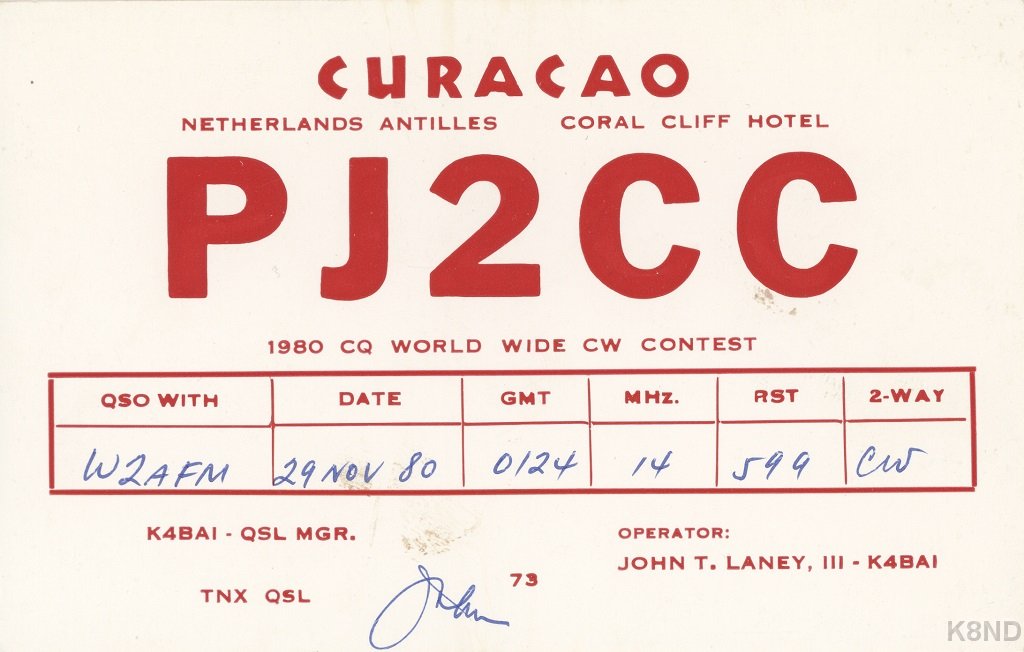 CURACAO
NETHERLANDS ANTILLES CORAL CLIFF HOTEL
PJ2CC
1980 CQ WORLD WIDE CW CONTEST
QSO WITH DATE GMT MHz. RST 2-WAY
W2AFM 29 NOV 80 0124 14 599 CW
K4BAI - QSL MGR. OPERATOR:
JOHN T. LANEY, III - K4BAI
TNX QSL John 73
K8ND